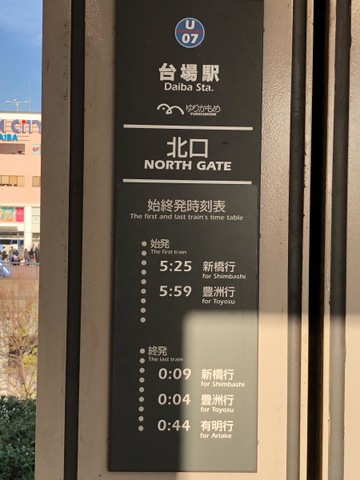 U
07
台場駅
Daiba Sta.
ゆりかもめ
YURIKAMOME
北口
NORTH GATE
始終発時刻表
The first and last train's time table
始発
The first train
5:25 新橋行
for Shimbashi
5:59 豊洲行
for Toyosu
終発
The last train
0:09 新橋行
for Shimbashi
0:04 豊洲行
for Toyosu
0:44 有明行
for Ariake
CITY